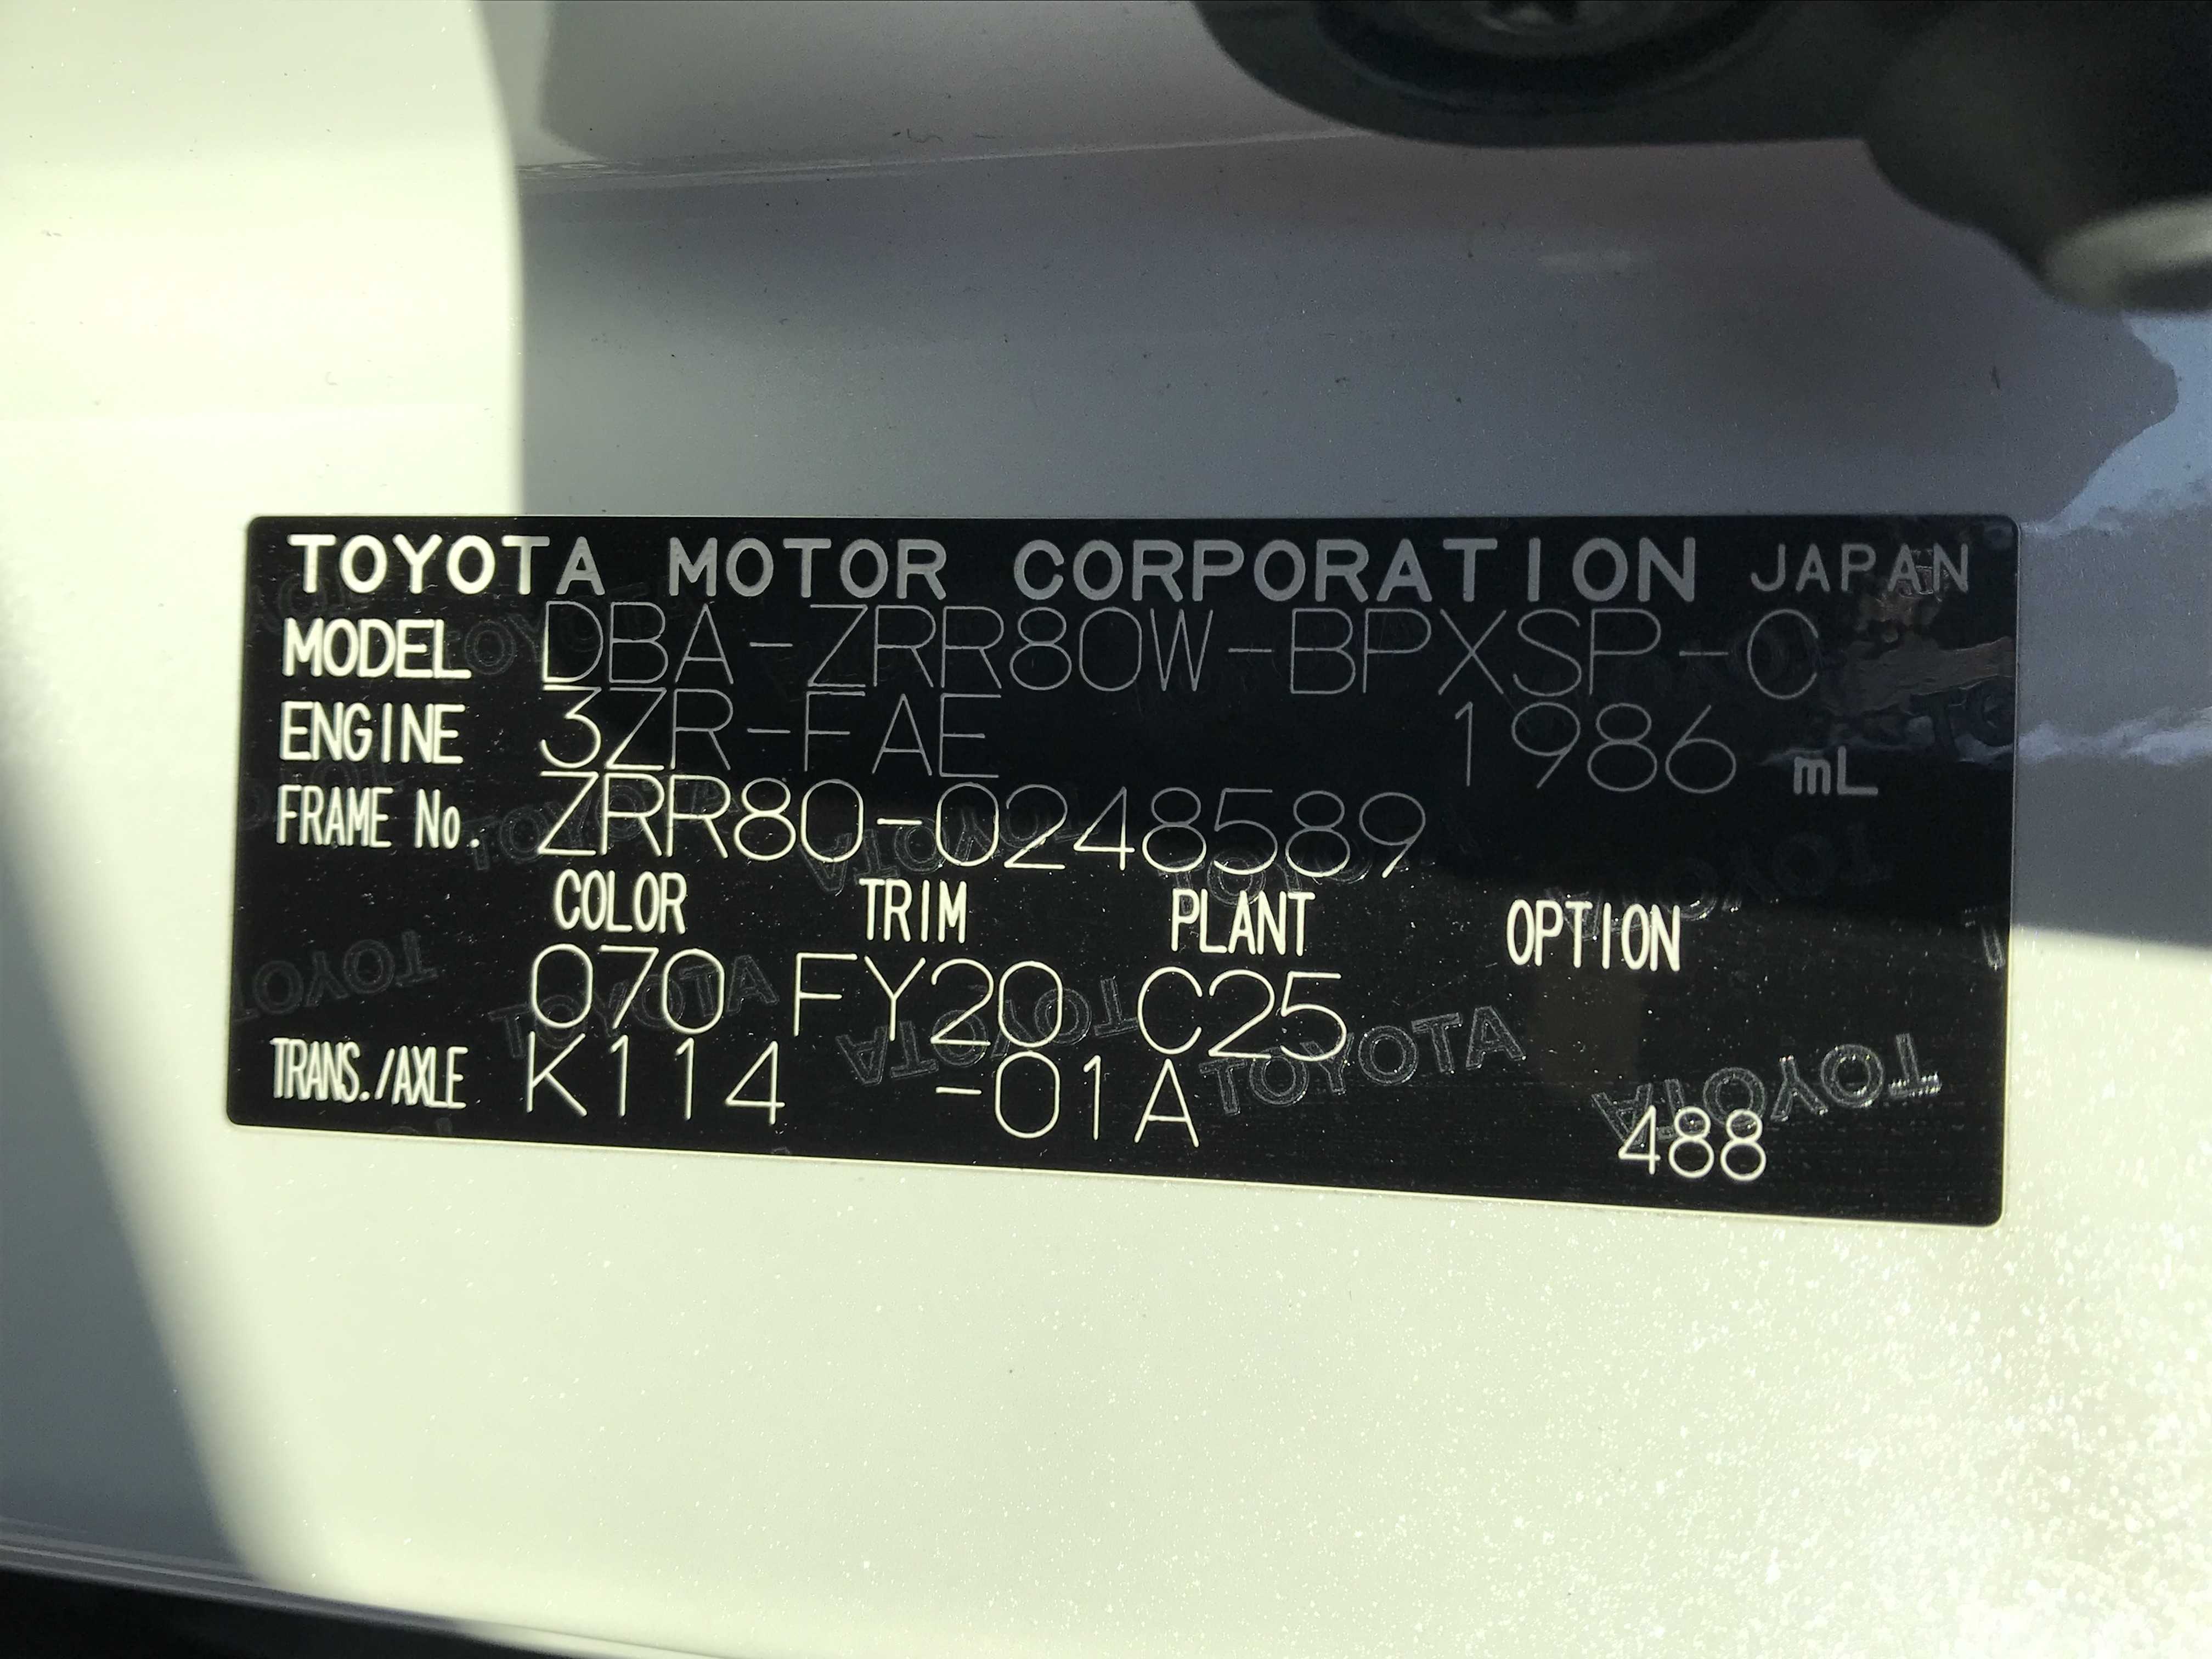 TOYOTA MOTOR CORPORATION JAPAN
MODEL DBA-ZRR80W-BPXSP-C
ENGINE 3ZR-FAE 1986 mL
FRAME No. ZRR80-0248589
COLOR TRIM PLANT OPTION
070 FY20 C25
TRANS./AXLE K114 -01A
488